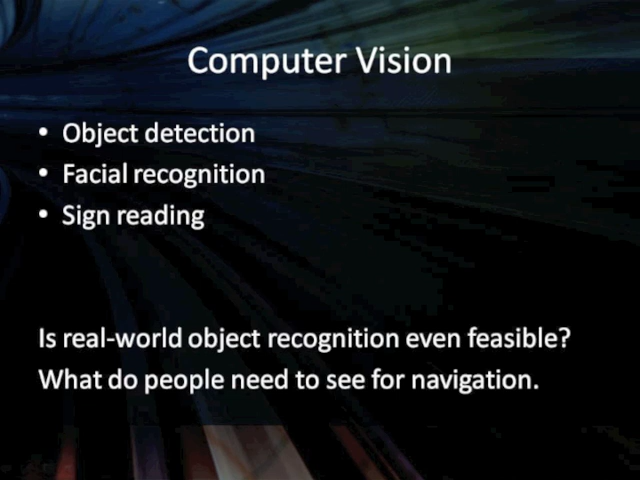 Computer Vision
• Object detection
• Facial recognition
• Sign reading
Is real-world object recognition even feasible?
What do people need to see for navigation.